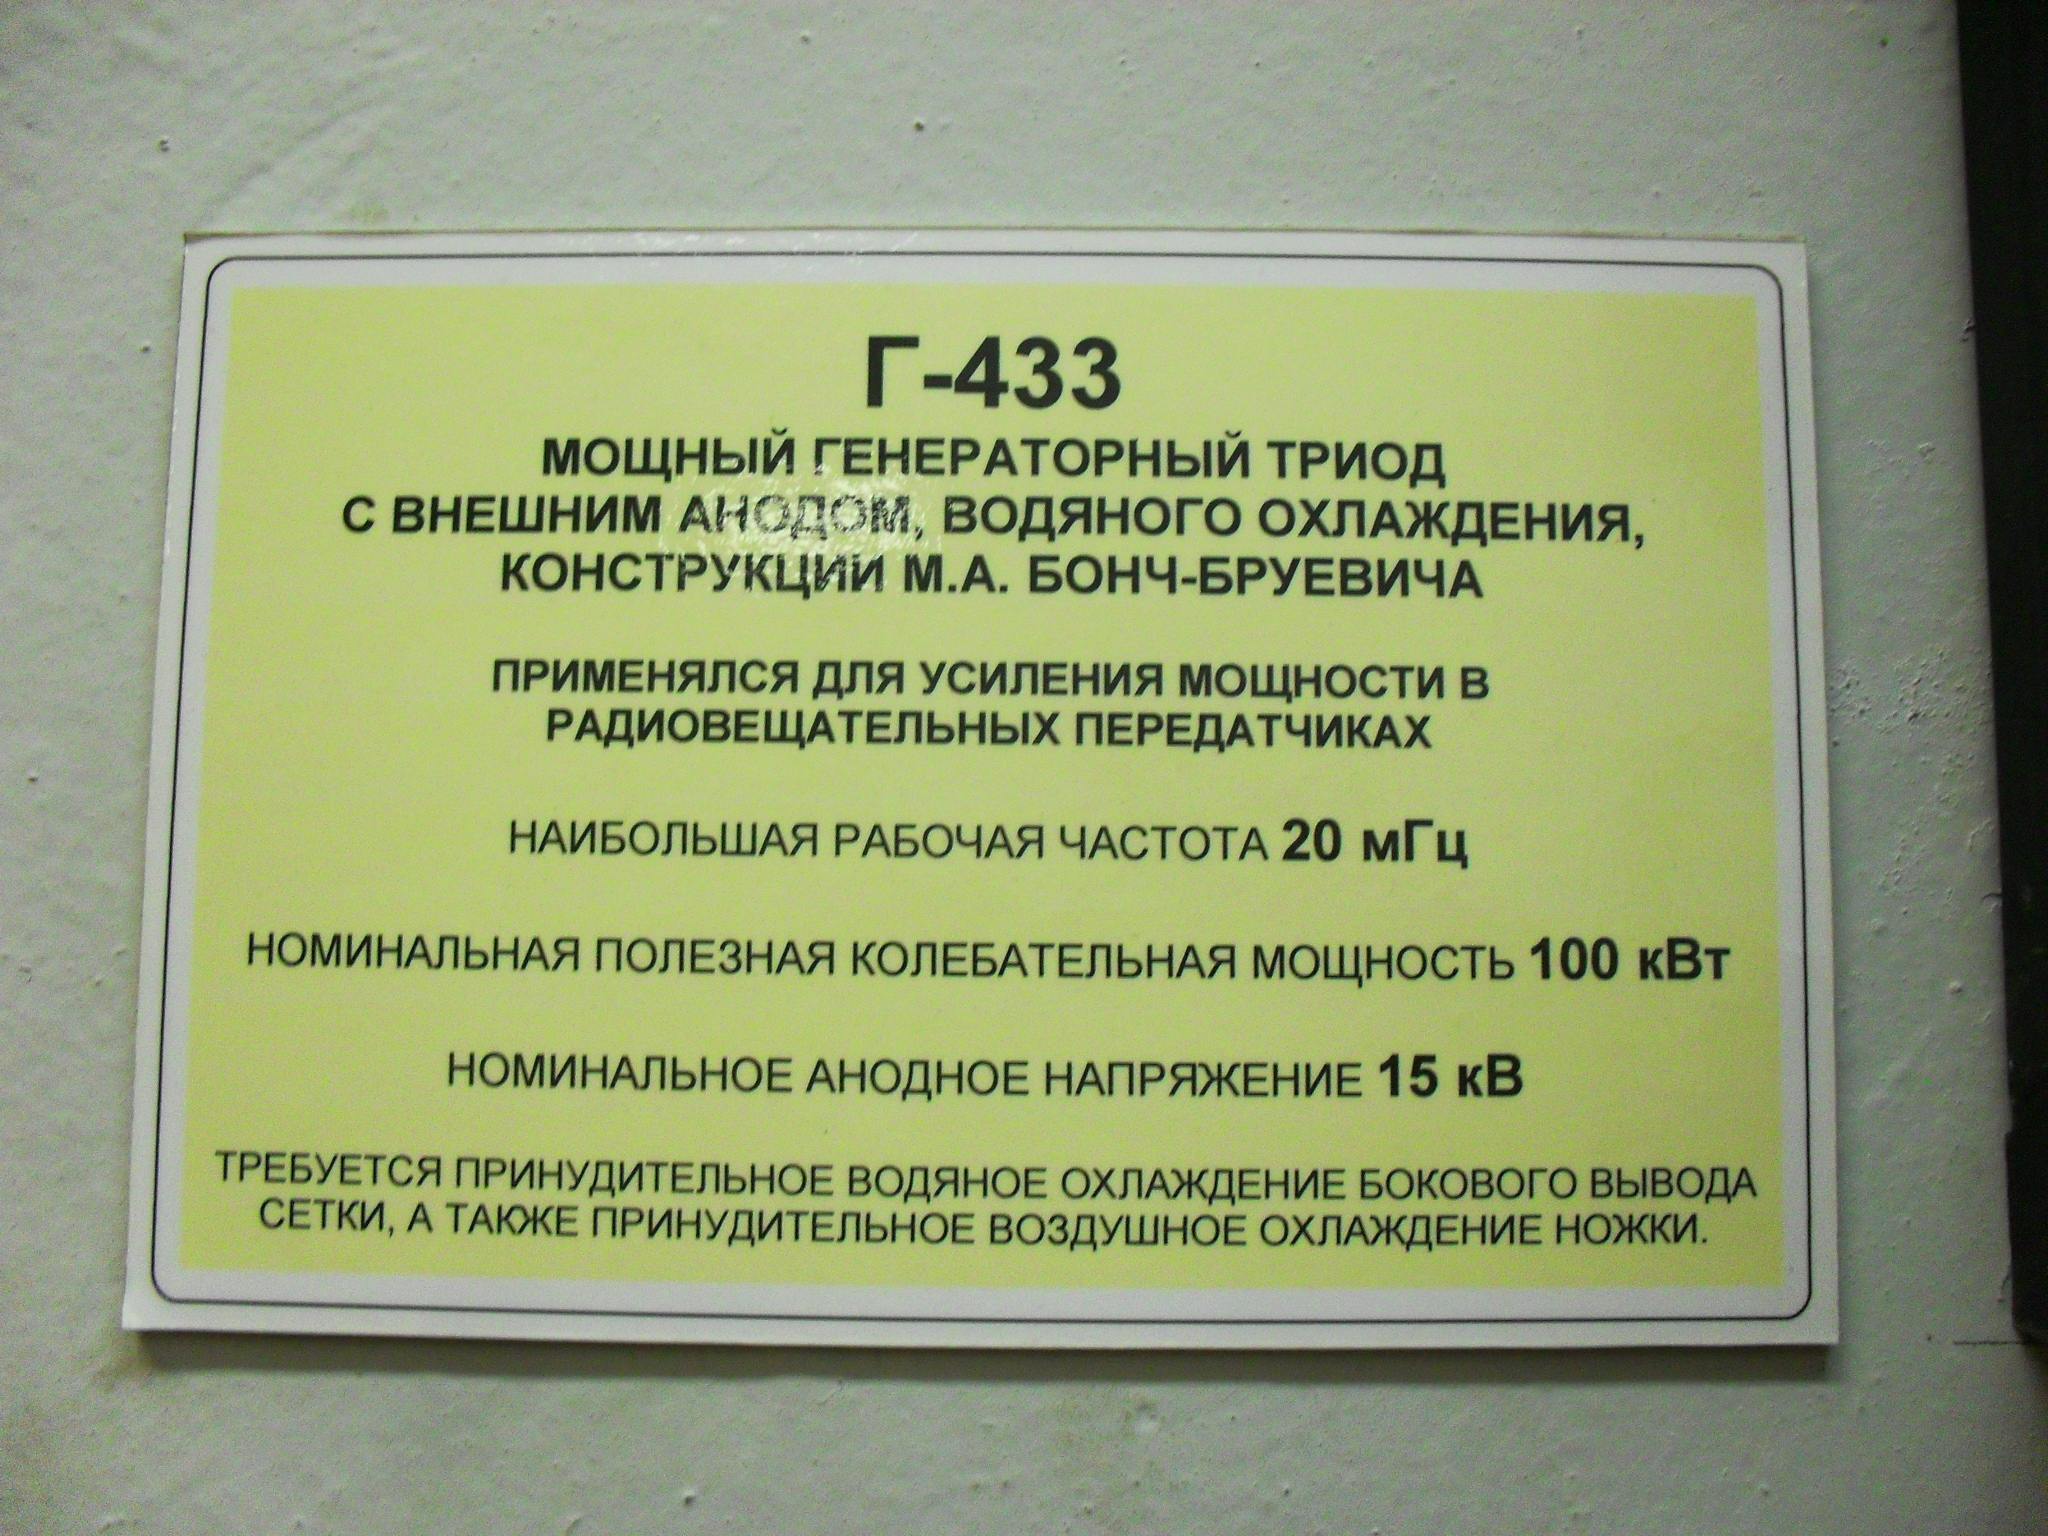 Г-433
МОЩНЫЙ ГЕНЕРАТОРНЫЙ ТРИОД
С ВНЕШНИМ АНОДОМ, ВОДЯНОГО ОХЛАЖДЕНИЯ,
КОНСТРУКЦИИ М.А. БОНЧ-БРУЕВИЧА
ПРИМЕНЯЛСЯ ДЛЯ УСИЛЕНИЯ МОЩНОСТИ В
РАДИОВЕЩАТЕЛЬНЫХ ПЕРЕДАТЧИКАХ
НАИБОЛЬШАЯ РАБОЧАЯ ЧАСТОТА 20 мГц
НОМИНАЛЬНАЯ ПОЛЕЗНАЯ КОЛЕБАТЕЛЬНАЯ МОЩНОСТЬ 100 кВт
НОМИНАЛЬНОЕ АНОДНОЕ НАПРЯЖЕНИЕ 15 кВ
ТРЕБУЕТСЯ ПРИНУДИТЕЛЬНОЕ ВОДЯНОЕ ОХЛАЖДЕНИЕ БОКОВОГО ВЫВОДА
СЕТКИ, А ТАКЖЕ ПРИНУДИТЕЛЬНОЕ ВОЗДУШНОЕ ОХЛАЖДЕНИЕ НОЖКИ.